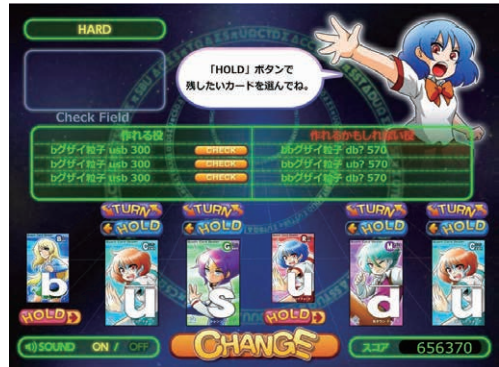 HARD
「HOLD」ボタンで
残したいカードを選んでね。
Check Field
作れる役
作れるかもしれない役
bグザイ粒子 usb 300 CHECK
bbグザイ粒子 db? 570
bグザイ粒子 usb 300 CHECK
bbグザイ粒子 ub? 570
bグザイ粒子 usb 300 CHECK
bbグザイ粒子 db? 570
TURN TURN TURN TURN
HOLD HOLD HOLD HOLD
b u s u d u
HOLD HOLD
SOUND ON / OFF
CHANGE
スコア 656370